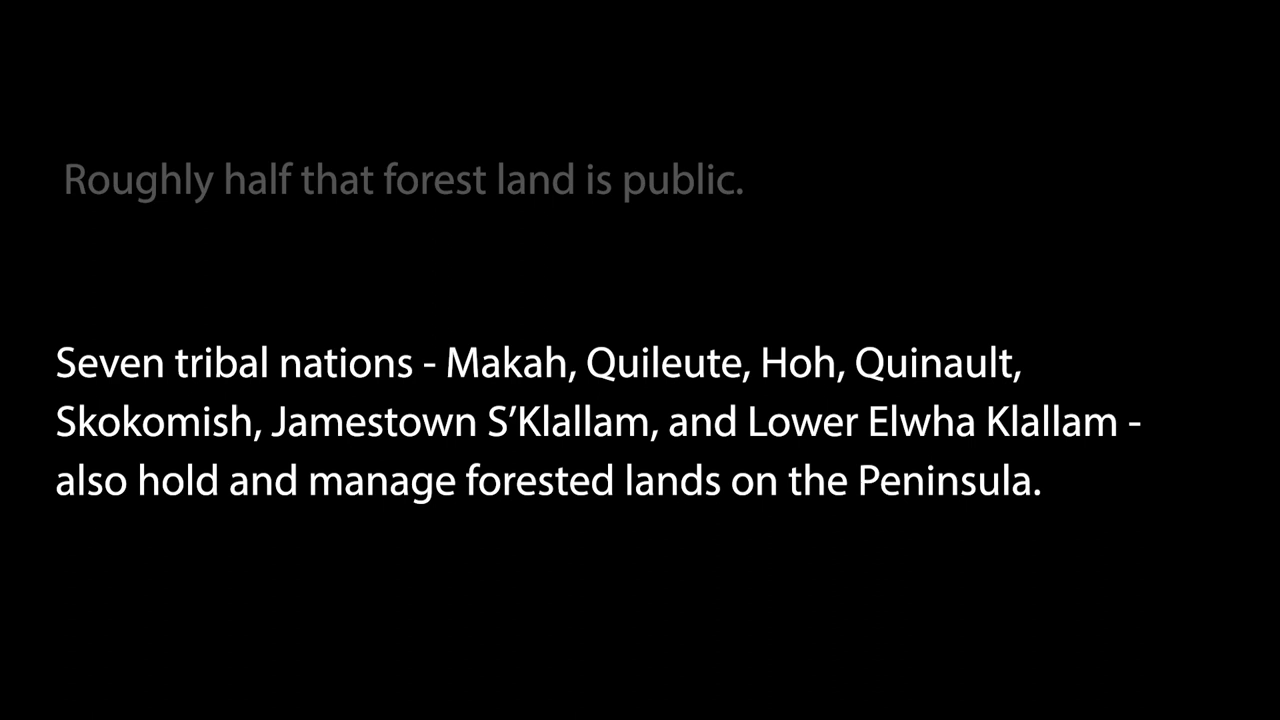 Roughly half that forest land is public.
Seven tribal nations - Makah, Quileute, Hoh, Quinault,
Skokomish, Jamestown S’Klallam, and Lower Elwha Klallam -
also hold and manage forested lands on the Peninsula.